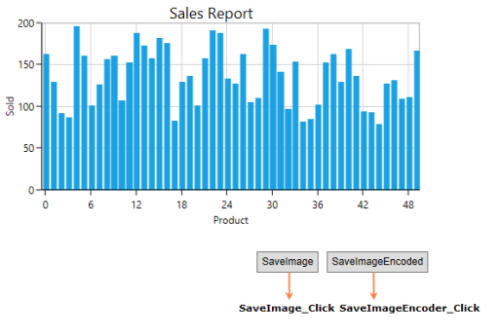 Sales Report
200
150
100
50
0
Sold
0 6 12 18 24 30 36 42 48
Product
SaveImage SaveImageEncoded
SaveImage_Click SaveImageEncoder_Click